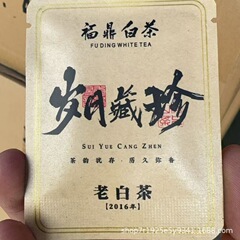 福鼎白茶
FU DING WHITE TEA
岁月藏珍
SUI YUE CANG ZHEN
茶韵犹存·历久弥香
老白茶
【2016年】